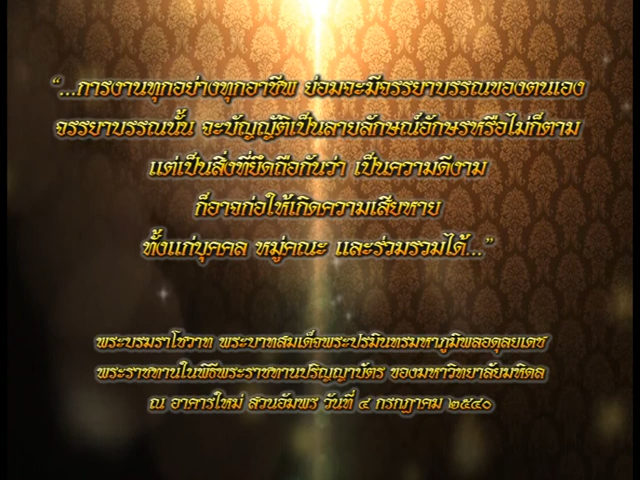 “...การงานทุกอย่างทุกอาชีพ ย่อมจะมีจรรยาบรรณของตนเอง
จรรยาบรรณนั้น จะบัญญัติเป็นลายลักษณ์อักษรหรือไม่ก็ตาม
แต่เป็นสิ่งที่ยึดถือกันว่า เป็นความดีงาม
ก็อาจก่อให้เกิดความเสียหาย
ทั้งแก่บุคคล หมู่คณะ และร่วมรวมได้...”
พระบรมราโชวาท พระบาทสมเด็จพระปรมินทรมหาภูมิพลอดุลยเดช
พระราชทานในพิธีพระราชทานปริญญาบัตร ของมหาวิทยาลัยมหิดล
ณ อาคารใหม่ สวนอัมพร วันที่ ๔ กรกฎาคม ๒๕๔๐